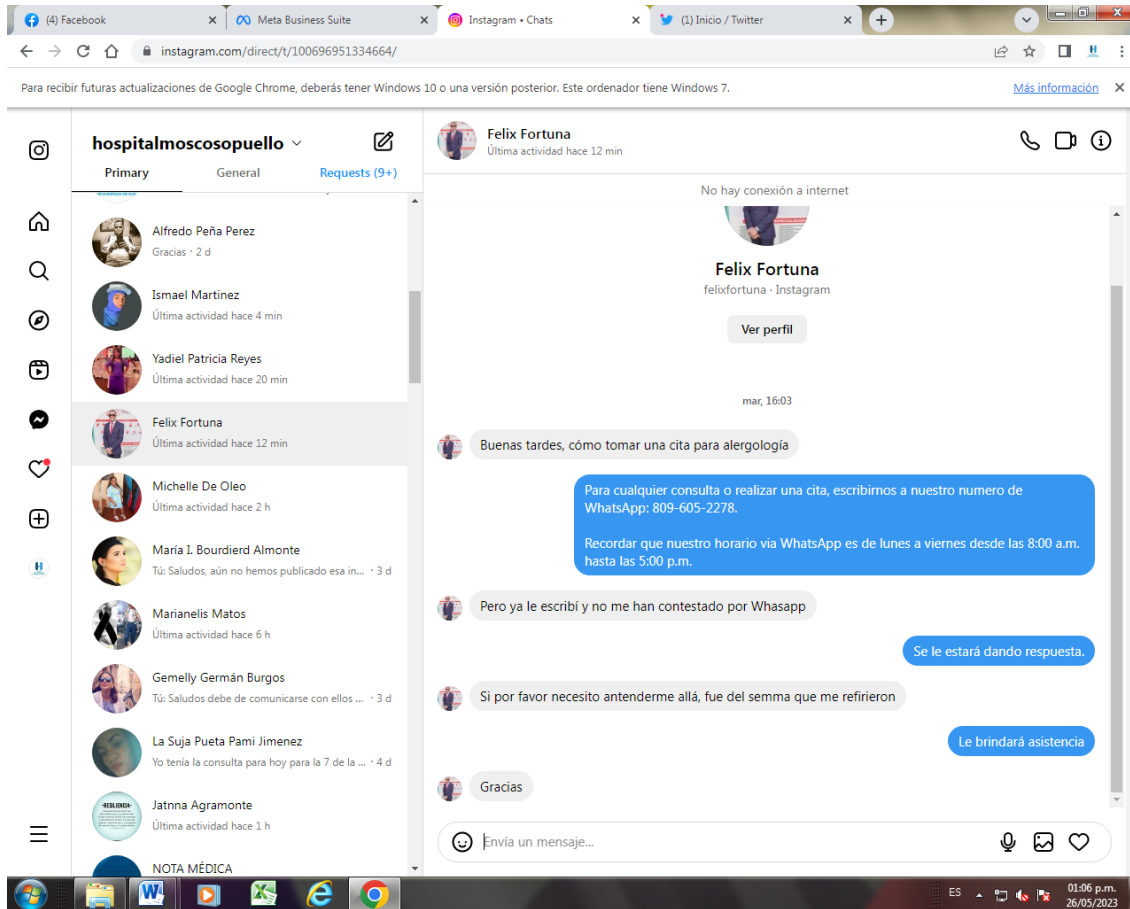 (4) Facebook
Meta Business Suite
Instagram • Chats
(1) Inicio / Twitter
instagram.com/direct/t/100696951334664/
Para recibir futuras actualizaciones de Google Chrome, deberás tener Windows 10 o una versión posterior. Este ordenador tiene Windows 7.
Más información
hospitalmoscosopuello
Primary
General
Requests (9+)
Alfredo Peña Perez
Gracias · 2 d
Ismael Martinez
Última actividad hace 4 min
Yadiel Patricia Reyes
Última actividad hace 20 min
Felix Fortuna
Última actividad hace 12 min
Michelle De Oleo
Última actividad hace 2 h
María I. Bourdierd Almonte
Tú: Saludos, aún no hemos publicado esa in... · 3 d
Marianelis Matos
Última actividad hace 6 h
Gemelly Germán Burgos
Tú: Saludos debe de comunicarse con ellos ... · 3 d
La Suja Pueta Pami Jimenez
Yo tenía la consulta para hoy para la 7 de la ... · 4 d
-RESILIENCIA-
Jatnna Agramonte
Última actividad hace 1 h
NOTA MÉDICA
Felix Fortuna
Última actividad hace 12 min
No hay conexión a internet
Felix Fortuna
felixfortuna · Instagram
Ver perfil
mar, 16:03
Buenas tardes, cómo tomar una cita para alergología
Para cualquier consulta o realizar una cita, escribirnos a nuestro numero de
WhatsApp: 809-605-2278.
Recordar que nuestro horario via WhatsApp es de lunes a viernes desde las 8:00 a.m.
hasta las 5:00 p.m.
Pero ya le escribí y no me han contestado por Whasapp
Se le estará dando respuesta.
Si por favor necesito antenderme allá, fue del semma que me refirieron
Le brindará asistencia
Gracias
Envía un mensaje...
ES
01:06 p.m.
26/05/2023